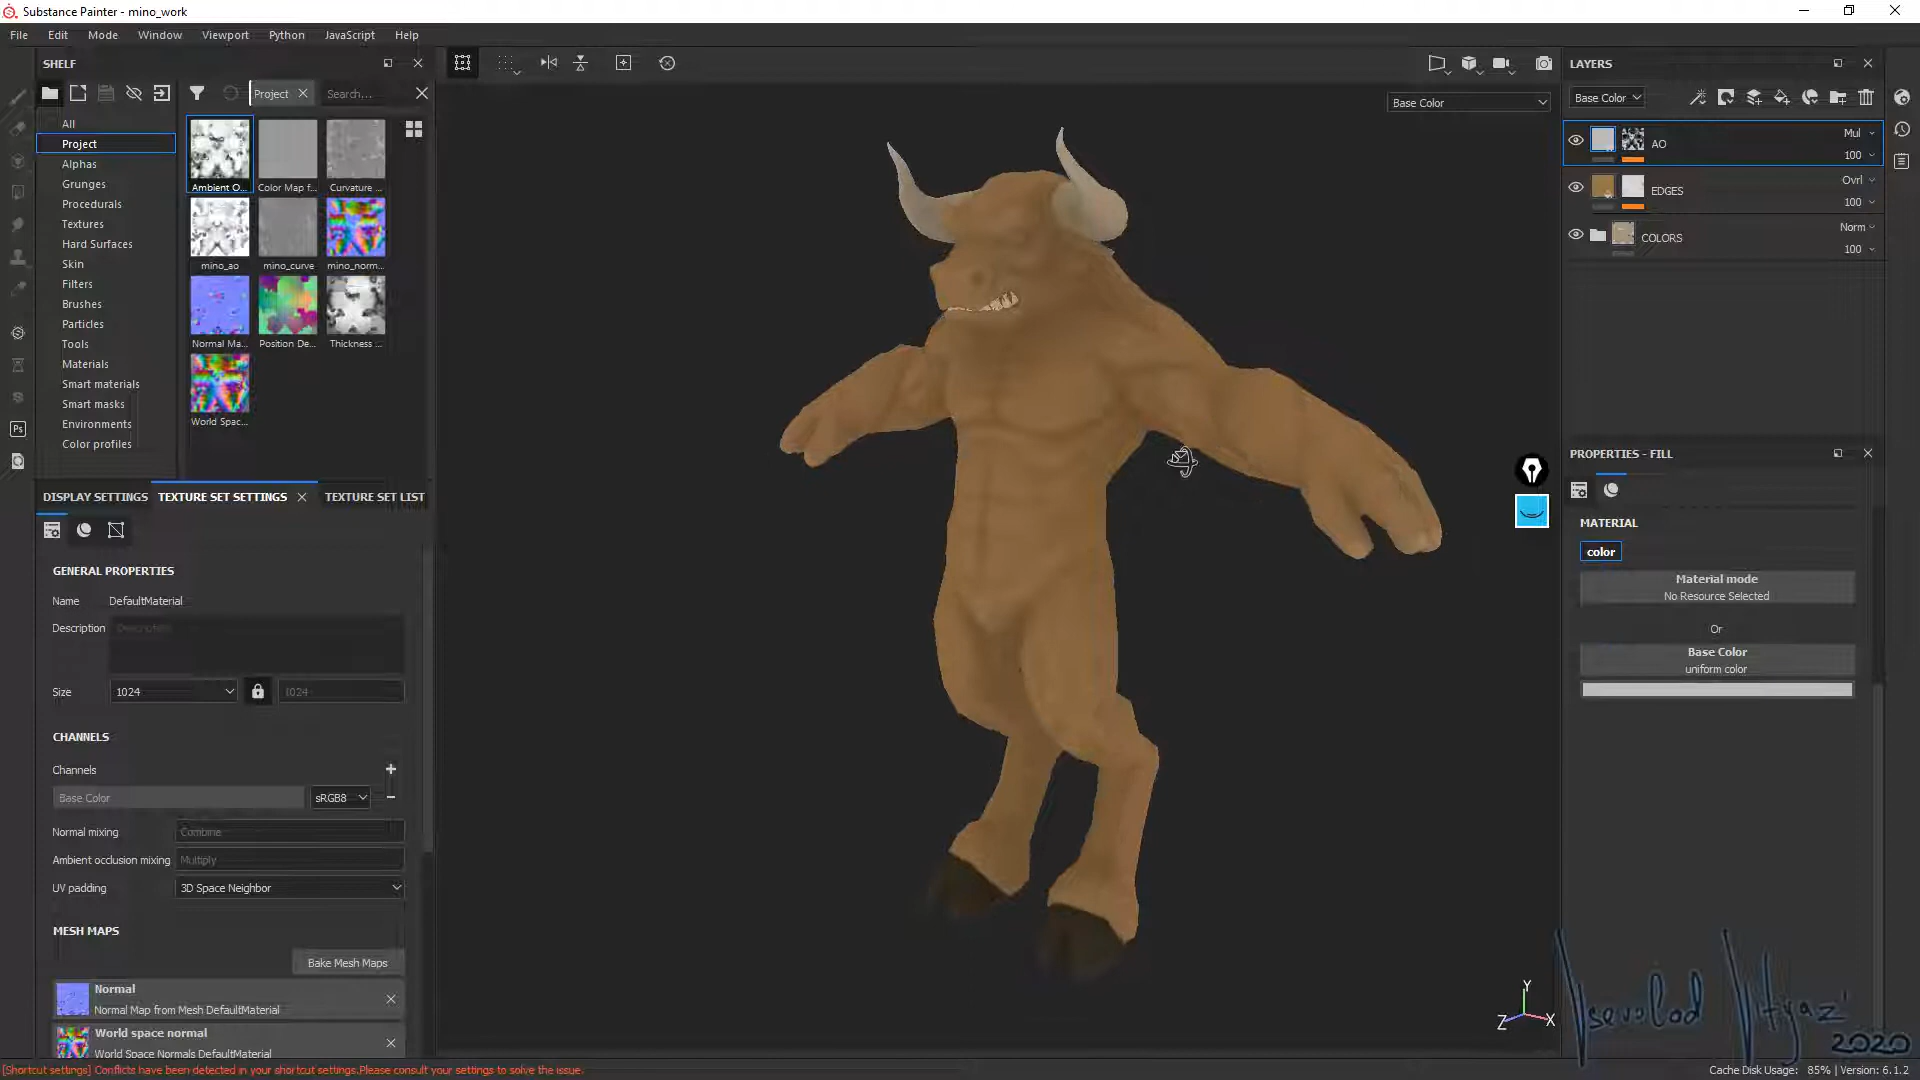 Substance Painter - mino_work
File Edit Mode Window Viewport Python JavaScript Help
SHELF
Project
Search...
All
Project
Alphas
Grunges
Procedurals
Textures
Hard Surfaces
Skin
Filters
Brushes
Particles
Tools
Materials
Smart materials
Smart masks
Environments
Color profiles
Ambient O... Color Map f... Curvature ...
mino_ao mino_curve mino_norm...
Normal Ma... Position De... Thickness ...
World Spac...
Ps
DISPLAY SETTINGS TEXTURE SET SETTINGS TEXTURE SET LIST
GENERAL PROPERTIES
Name DefaultMaterial
Description Description
Size 1024 1024
CHANNELS
Channels
Base Color sRGB8
Normal mixing Combine
Ambient occlusion mixing Multiply
UV padding 3D Space Neighbor
MESH MAPS
Bake Mesh Maps
Normal
Normal Map from Mesh DefaultMaterial
World space normal
World Space Normals DefaultMaterial
Base Color
Y
Z X
LAYERS
Base Color
AO Mul 100
EDGES Ovrl 100
COLORS Norm 100
PROPERTIES - FILL
MATERIAL
color
Material mode
No Resource Selected
Or
Base Color
uniform color
2020
[Shortcut settings] Conflicts have been detected in your shortcut settings.Please consult your settings to solve the issue.
Cache Disk Usage: 85% | Version: 6.1.2